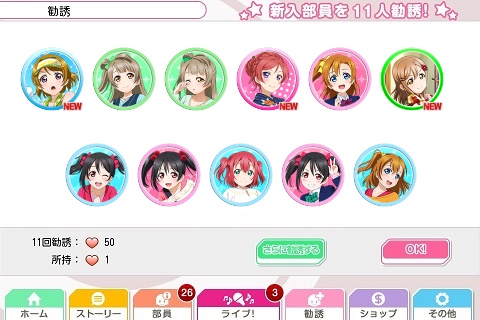 勧誘
新入部員を11人勧誘!
NEW
NEW
NEW
11回勧誘： 50
所持： 1
さらに勧誘する
OK!
26
3
ホーム
ストーリー
部員
ライブ!
勧誘
ショップ
その他